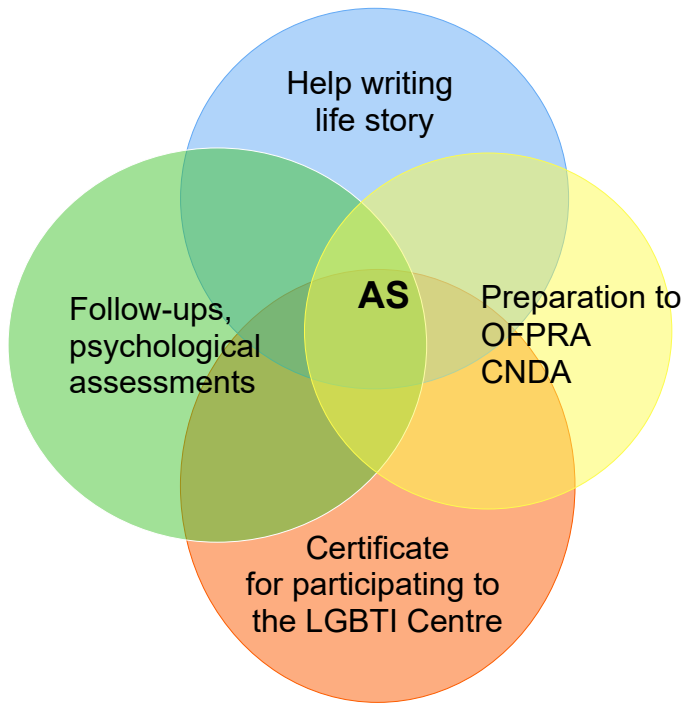 Help writing
life story
AS
Follow-ups,
psychological
assessments
Preparation to
OFPRA
CNDA
Certificate
for participating to
the LGBTI Centre